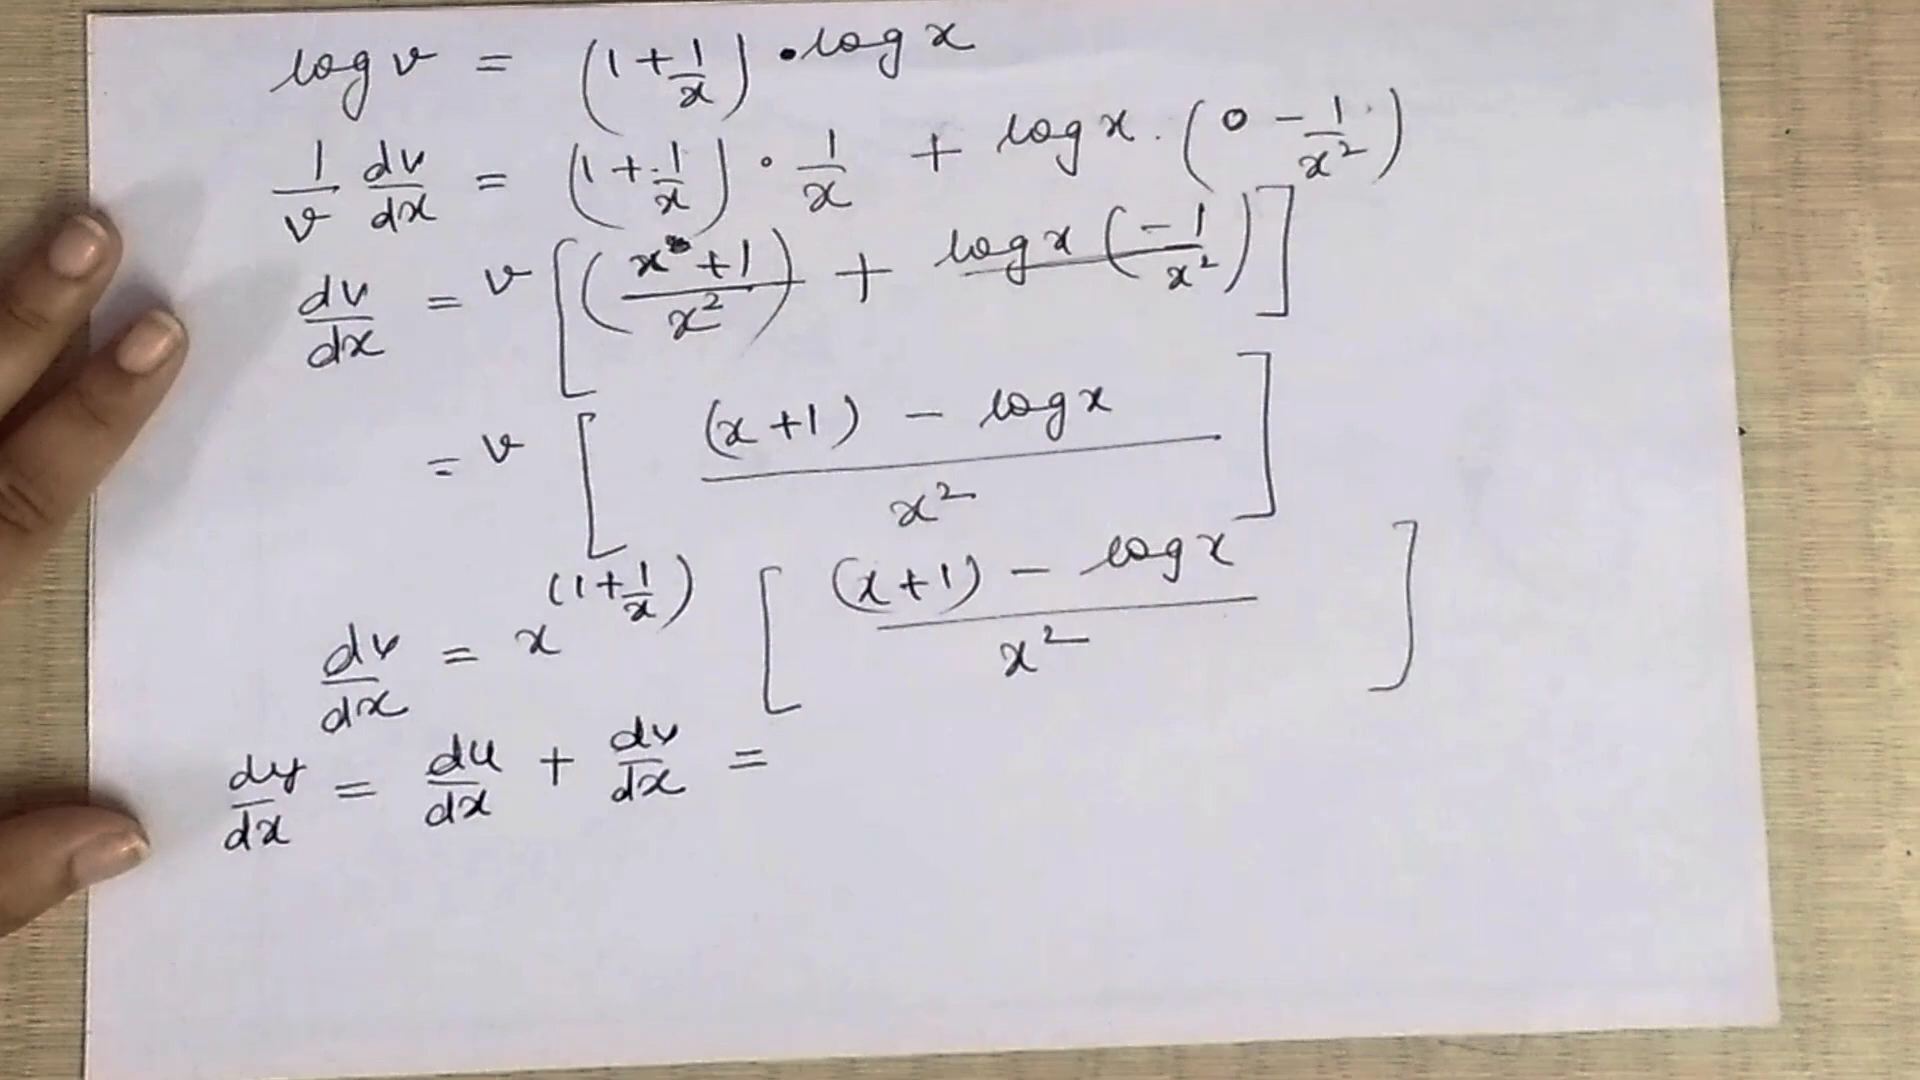 log v = (1 + 1/x) · log x
1/v dv/dx = (1 + 1/x) · 1/x + log x . (0 - 1/x²)
dv/dx = v [((x + 1)/x²) + log x (-1/x²)]
= v [((x + 1) - log x)/x²]
dv/dx = x^(1 + 1/x) [((x + 1) - log x)/x²]
dy/dx = du/dx + dv/dx =